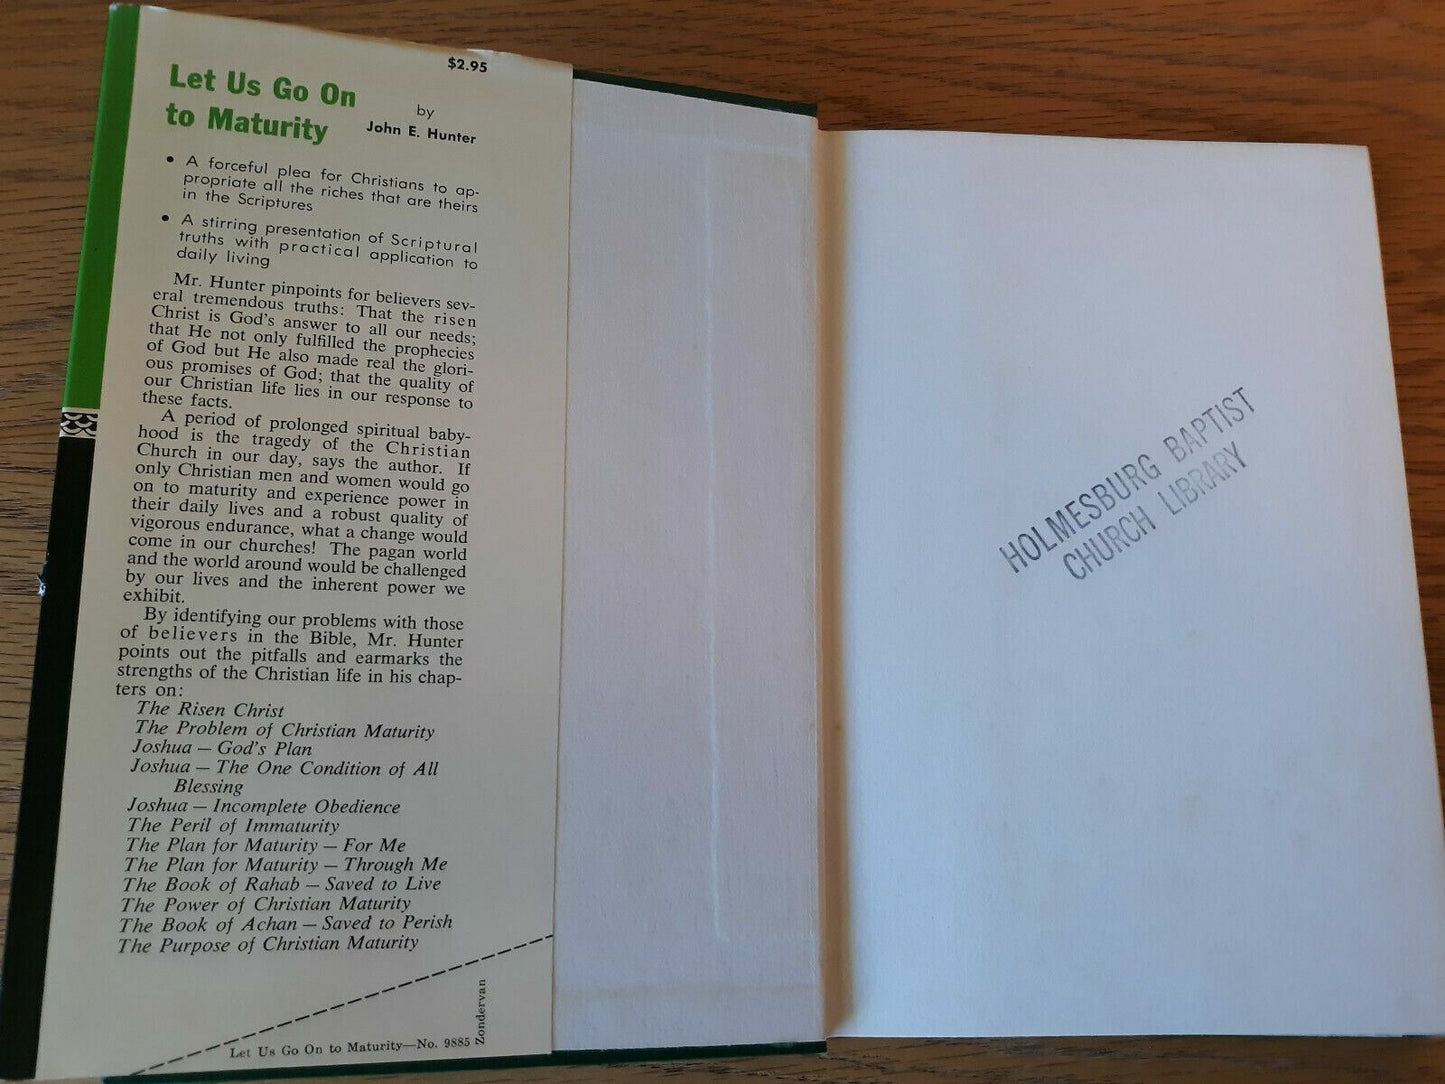 $2.95
Let Us Go On
to Maturity
by
John E. Hunter
• A forceful plea for Christians to ap-
propriate all the riches that are theirs
in the Scriptures
• A stirring presentation of Scriptural
truths with practical application to
daily living
Mr. Hunter pinpoints for believers sev-
eral tremendous truths: That the risen
Christ is God's answer to all our needs;
that He not only fulfilled the prophecies
of God but He also made real the glori-
ous promises of God; that the quality of
our Christian life lies in our response to
these facts.
A period of prolonged spiritual baby-
hood is the tragedy of the Christian
Church in our day, says the author. If
only Christian men and women would go
on to maturity and experience power in
their daily lives and a robust quality of
vigorous endurance, what a change would
come in our churches! The pagan world
and the world around would be challenged
by our lives and the inherent power we
exhibit.
By identifying our problems with those
of believers in the Bible, Mr. Hunter
points out the pitfalls and earmarks the
strengths of the Christian life in his chap-
ters on:
The Risen Christ
The Problem of Christian Maturity
Joshua — God's Plan
Joshua — The One Condition of All
Blessing
Joshua — Incomplete Obedience
The Peril of Immaturity
The Plan for Maturity — For Me
The Plan for Maturity — Through Me
The Book of Rahab — Saved to Live
The Power of Christian Maturity
The Book of Achan — Saved to Perish
The Purpose of Christian Maturity
Let Us Go On to Maturity—No. 9885
Zondervan
HOLMESBURG BAPTIST
CHURCH LIBRARY